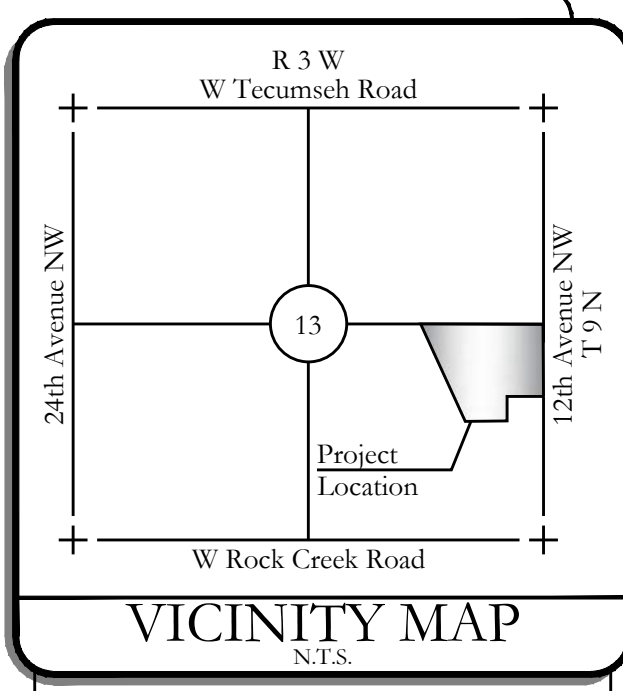 R 3 W
W Tecumseh Road
24th Avenue NW
13
12th Avenue NW
T 9 N
Project
Location
W Rock Creek Road
VICINITY MAP
N.T.S.